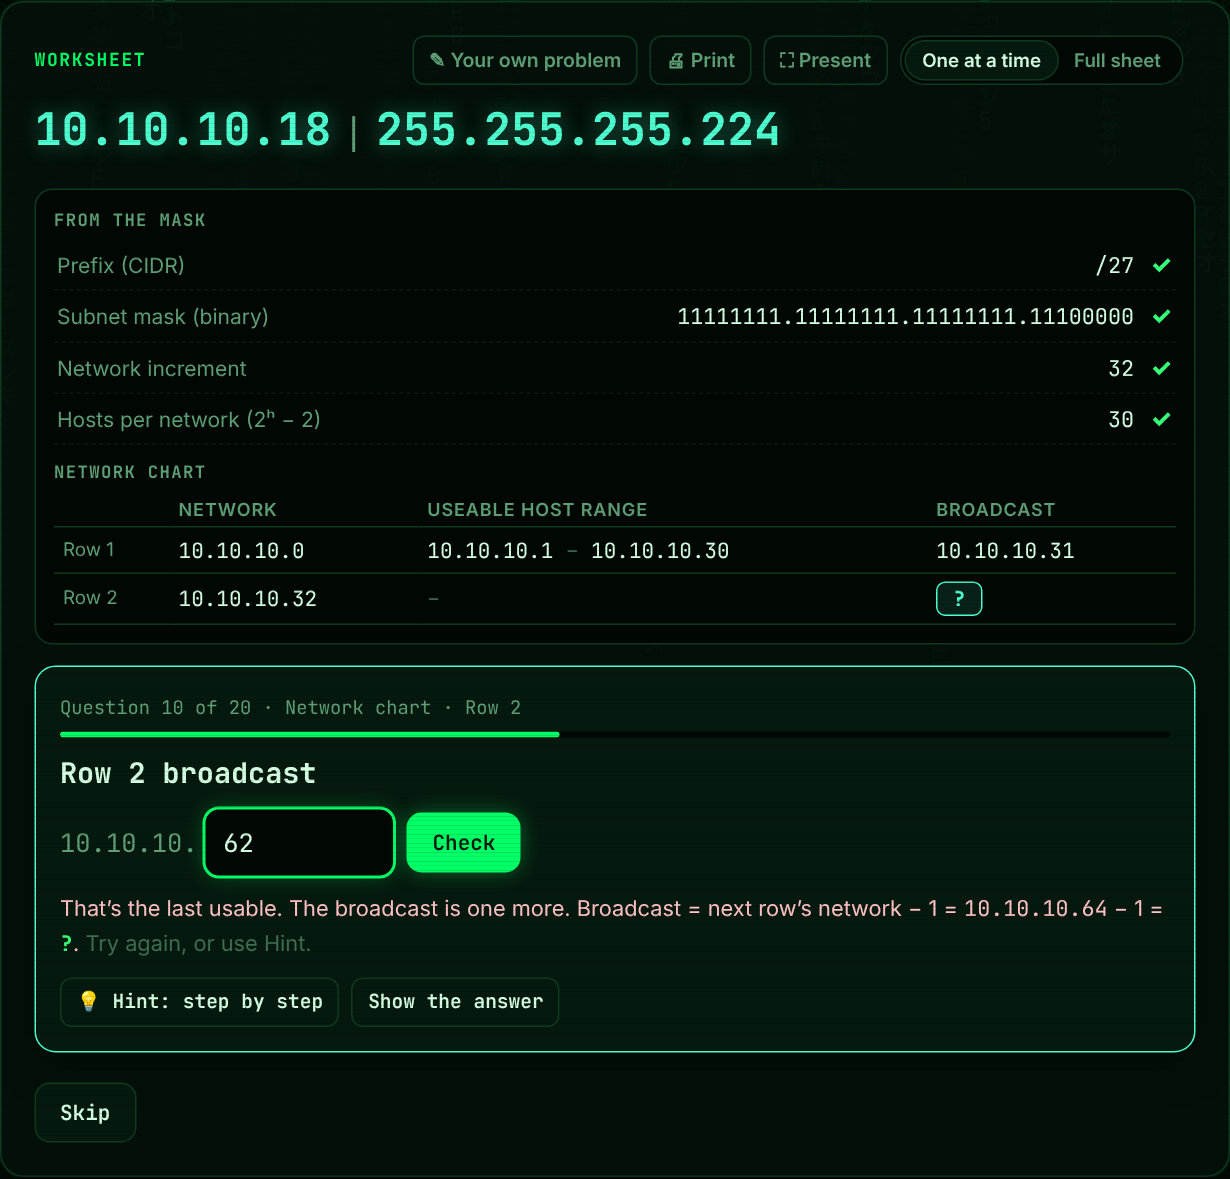 WORKSHEET
✎ Your own problem
🖨 Print
⛶ Present
One at a time
Full sheet
10.10.10.18 | 255.255.255.224
FROM THE MASK
Prefix (CIDR) /27 ✔
Subnet mask (binary) 11111111.11111111.11111111.11100000 ✔
Network increment 32 ✔
Hosts per network (2ʰ − 2) 30 ✔
NETWORK CHART
NETWORK USEABLE HOST RANGE BROADCAST
Row 1 10.10.10.0 10.10.10.1 – 10.10.10.30 10.10.10.31
Row 2 10.10.10.32 – ?
Question 10 of 20 · Network chart · Row 2
Row 2 broadcast
10.10.10. 62 Check
That’s the last usable. The broadcast is one more. Broadcast = next row’s network − 1 = 10.10.10.64 − 1 =
?. Try again, or use Hint.
💡 Hint: step by step
Show the answer
Skip